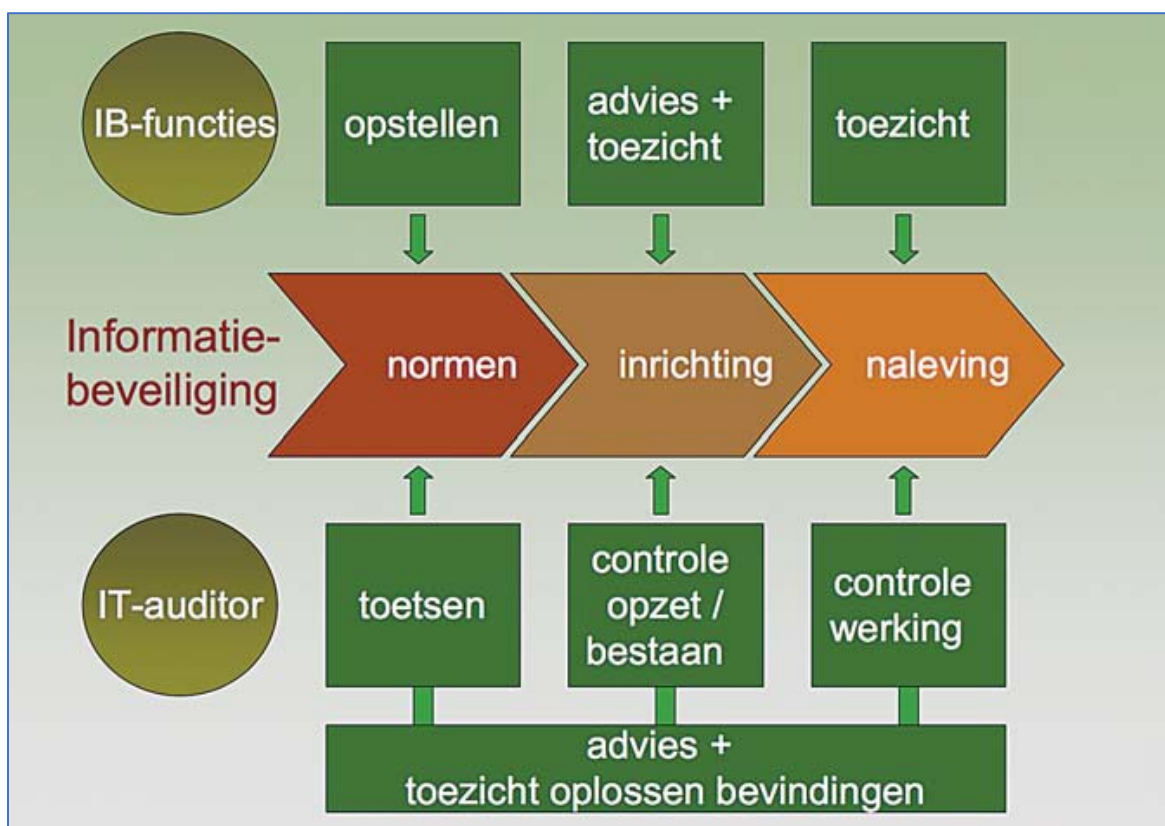 IB-functies
opstellen
advies +
toezicht
toezicht
Informatie-
beveiliging
normen
inrichting
naleving
IT-auditor
toetsen
controle
opzet /
bestaan
controle
werking
advies +
toezicht oplossen bevindingen